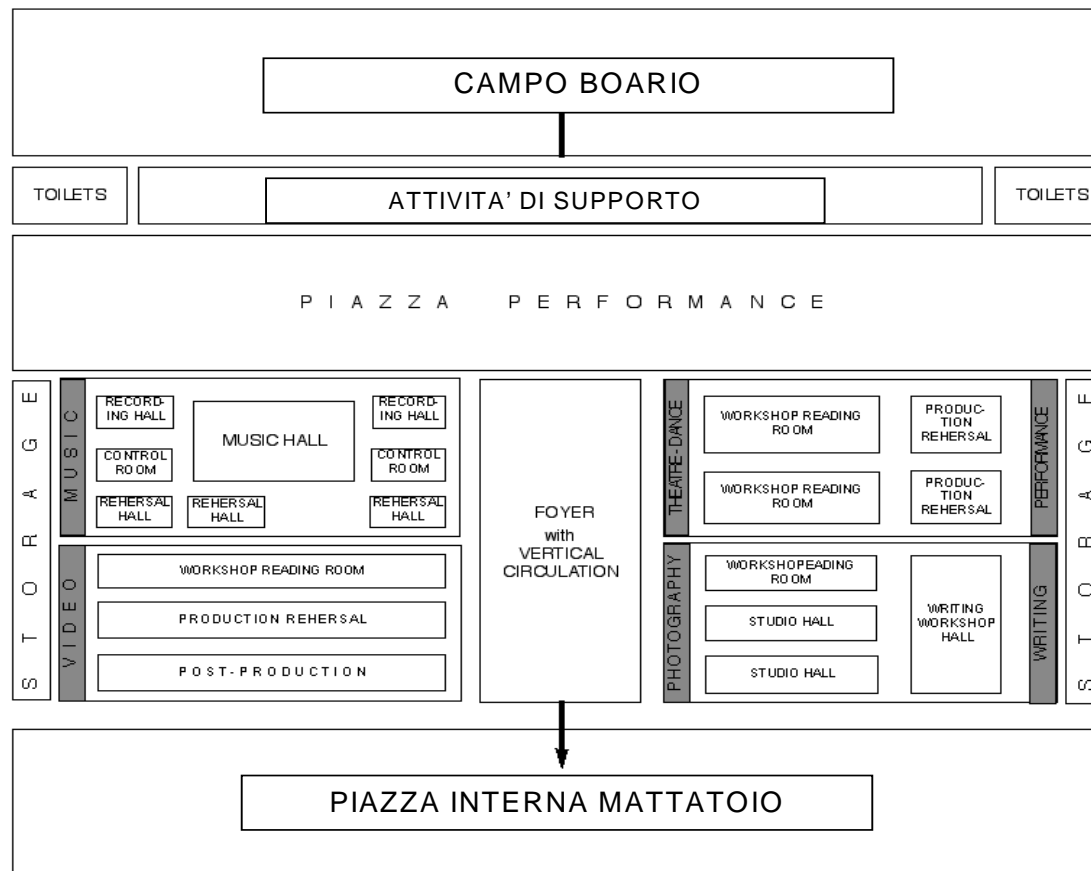 CAMPO BOARIO
TOILETS
ATTIVITA’ DI SUPPORTO
TOILETS
PIAZZA PERFORMANCE
STORAGE
MUSIC
RECORD-
ING HALL
MUSIC HALL
RECORD-
ING HALL
CONTROL
ROOM
CONTROL
ROOM
REHERSAL
HALL
REHERSAL
HALL
REHERSAL
HALL
VIDEO
WORKSHOP READING ROOM
PRODUCTION REHERSAL
POST-PRODUCTION
FOYER
with
VERTICAL
CIRCULATION
THEATRE-DANCE
WORKSHOP READING
ROOM
PRODUC-
TION
REHERSAL
WORKSHOP READING
ROOM
PRODUC-
TION
REHERSAL
PERFORMANCE
PHOTOGRAPHY
WORKSHOPEADING
ROOM
STUDIO HALL
STUDIO HALL
WRITING
WORKSHOP
HALL
WRITING
STORAGE
PIAZZA INTERNA MATTATOIO